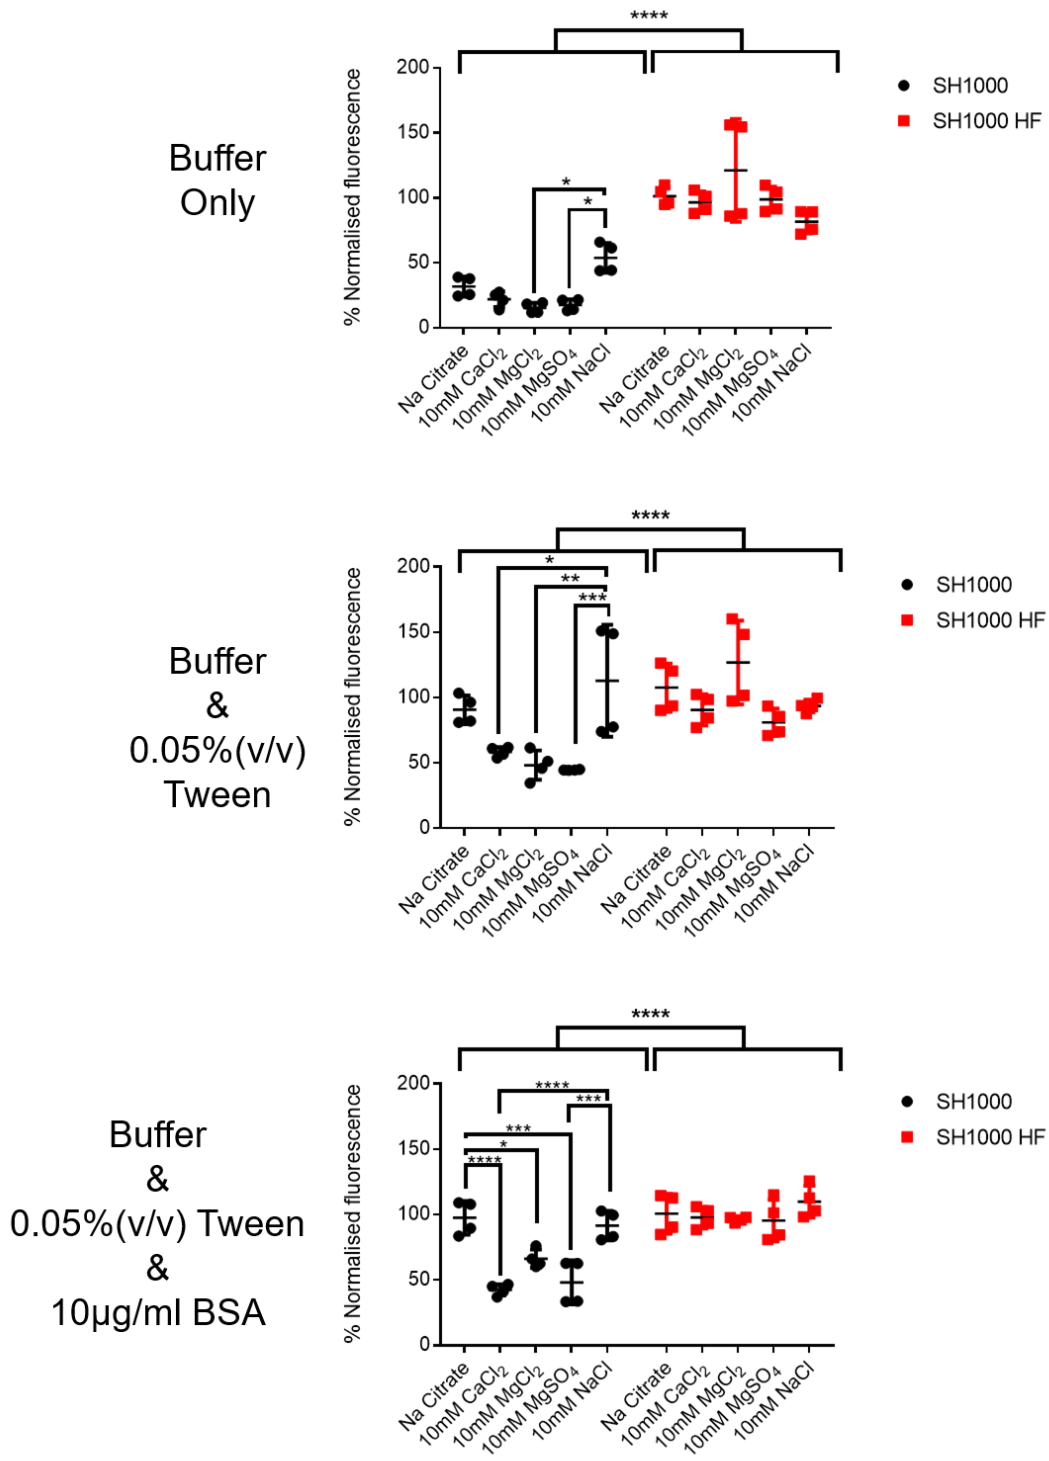 ****
200
150
100
50
0
% Normalised fluorescence
Buffer
Only
*
*
SH1000
SH1000 HF
Na Citrate
10mM CaCl₂
10mM MgCl₂
10mM MgSO₄
10mM NaCl
Na Citrate
10mM CaCl₂
10mM MgCl₂
10mM MgSO₄
10mM NaCl
****
200
150
100
50
0
% Normalised fluorescence
Buffer
&
0.05%(v/v)
Tween
*
**
***
SH1000
SH1000 HF
Na Citrate
10mM CaCl₂
10mM MgCl₂
10mM MgSO₄
10mM NaCl
Na Citrate
10mM CaCl₂
10mM MgCl₂
10mM MgSO₄
10mM NaCl
****
200
150
100
50
0
% Normalised fluorescence
Buffer
&
0.05%(v/v) Tween
&
10µg/ml BSA
****
***
***
*
****
SH1000
SH1000 HF
Na Citrate
10mM CaCl₂
10mM MgCl₂
10mM MgSO₄
10mM NaCl
Na Citrate
10mM CaCl₂
10mM MgCl₂
10mM MgSO₄
10mM NaCl